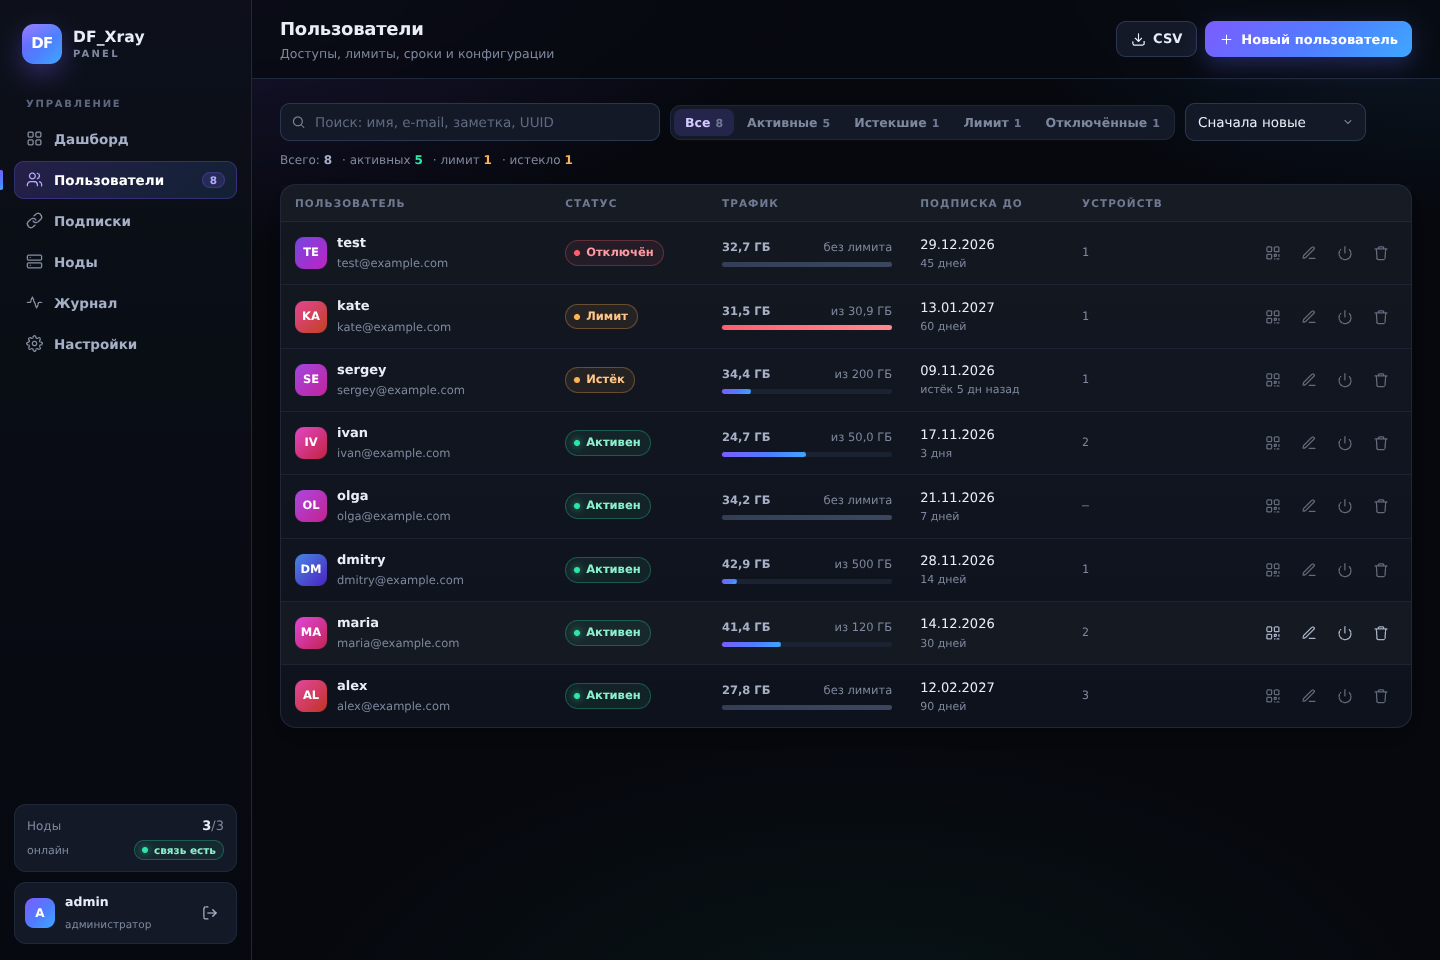 DF
DF_Xray
PANEL
УПРАВЛЕНИЕ
Дашборд
Пользователи 8
Подписки
Ноды
Журнал
Настройки
Ноды 3/3
онлайн связь есть
A
admin
администратор
Пользователи
Доступы, лимиты, сроки и конфигурации
CSV
Новый пользователь
Поиск: имя, e-mail, заметка, UUID
Все 8 Активные 5 Истекшие 1 Лимит 1 Отключённые 1
Сначала новые
Всего: 8 · активных 5 · лимит 1 · истекло 1
ПОЛЬЗОВАТЕЛЬ СТАТУС ТРАФИК ПОДПИСКА ДО УСТРОЙСТВ
TE test Отключён 32,7 ГБ без лимита 29.12.2026 1
test@example.com 45 дней
KA kate Лимит 31,5 ГБ из 30,9 ГБ 13.01.2027 1
kate@example.com 60 дней
SE sergey Истёк 34,4 ГБ из 200 ГБ 09.11.2026 1
sergey@example.com истёк 5 дн назад
IV ivan Активен 24,7 ГБ из 50,0 ГБ 17.11.2026 2
ivan@example.com 3 дня
OL olga Активен 34,2 ГБ без лимита 21.11.2026 –
olga@example.com 7 дней
DM dmitry Активен 42,9 ГБ из 500 ГБ 28.11.2026 1
dmitry@example.com 14 дней
MA maria Активен 41,4 ГБ из 120 ГБ 14.12.2026 2
maria@example.com 30 дней
AL alex Активен 27,8 ГБ без лимита 12.02.2027 3
alex@example.com 90 дней